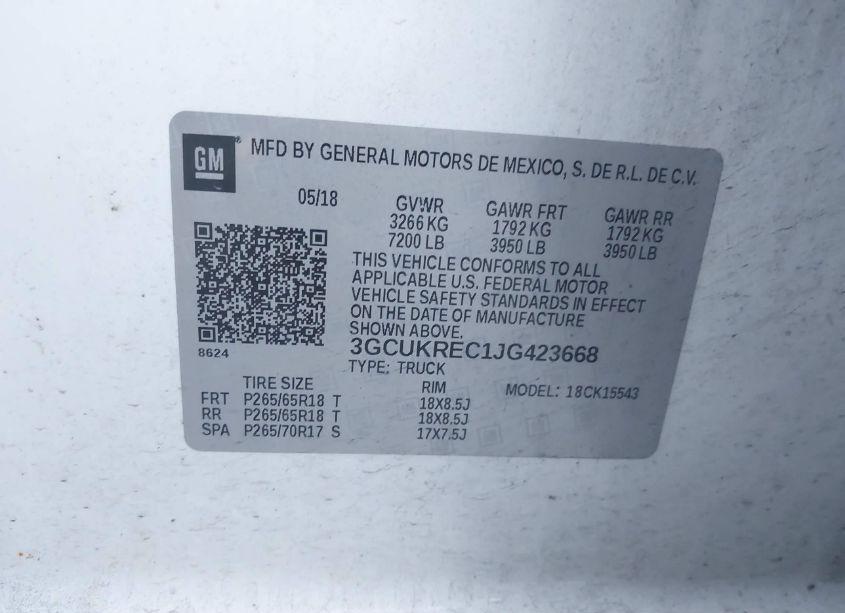 GM
MFD BY GENERAL MOTORS DE MEXICO, S. DE R.L. DE C.V.
05/18
GVWR GAWR FRT GAWR RR
3266 KG 1792 KG 1792 KG
7200 LB 3950 LB 3950 LB
THIS VEHICLE CONFORMS TO ALL
APPLICABLE U.S. FEDERAL MOTOR
VEHICLE SAFETY STANDARDS IN EFFECT
ON THE DATE OF MANUFACTURE
SHOWN ABOVE.
8624
3GCUKREC1JG423668
TYPE: TRUCK
TIRE SIZE RIM MODEL: 18CK15543
FRT P265/65R18 T 18X8.5J
RR P265/65R18 T 18X8.5J
SPA P265/70R17 S 17X7.5J